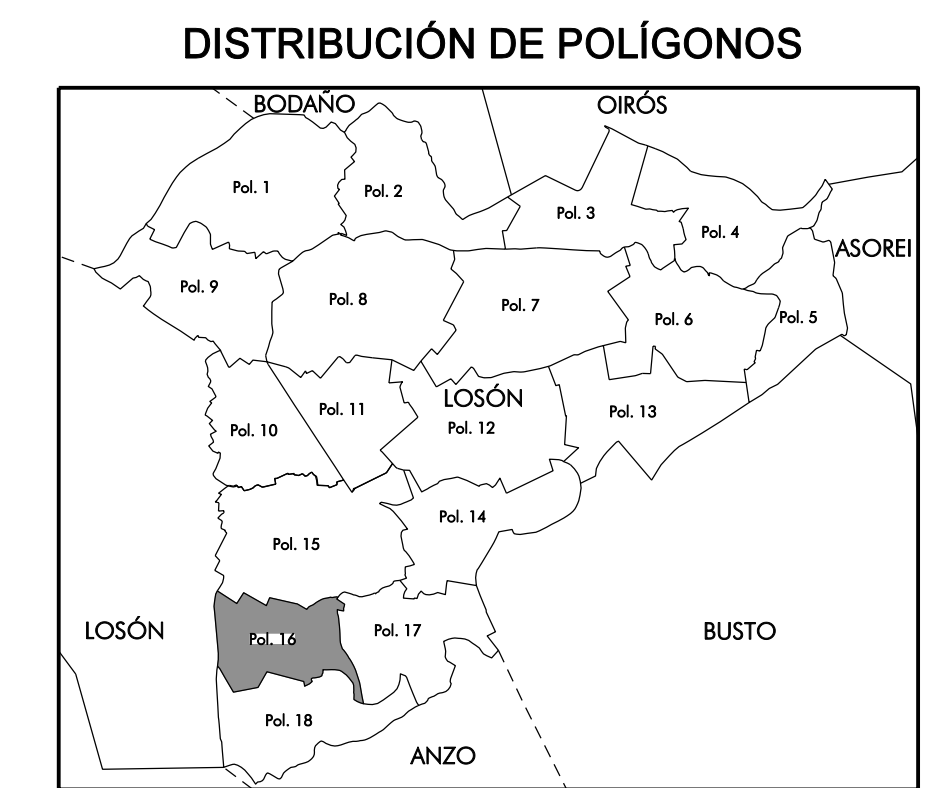 DISTRIBUCIÓN DE POLÍGONOS
BODAÑO
OIRÓS
Pol. 1
Pol. 2
Pol. 3
Pol. 4
ASOREI
Pol. 9
Pol. 8
Pol. 7
Pol. 6
Pol. 5
LOSÓN
Pol. 10
Pol. 11
Pol. 12
Pol. 13
Pol. 14
Pol. 15
LOSÓN
Pol. 16
Pol. 17
BUSTO
Pol. 18
ANZO